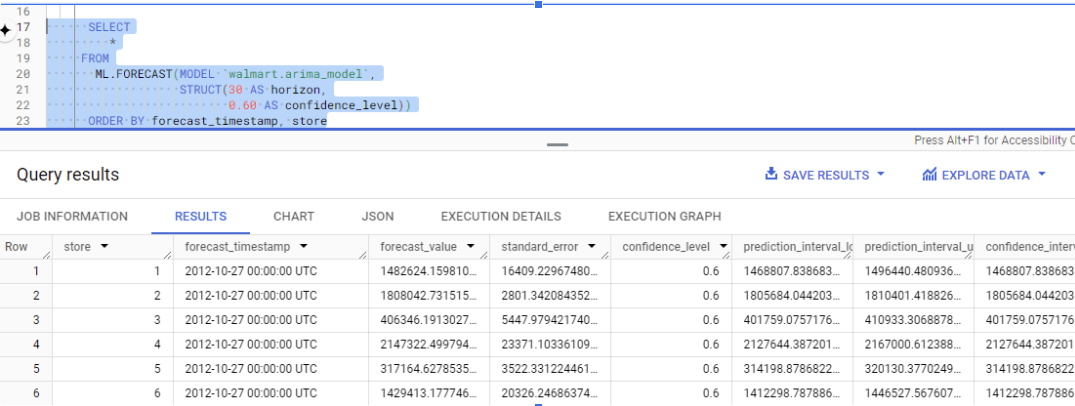 16
17 SELECT
18 *
19 FROM
20 ML.FORECAST(MODEL `walmart.arima_model`,
21 STRUCT(30 AS horizon,
22 0.60 AS confidence_level))
23 ORDER BY forecast_timestamp, store
Press Alt+F1 for Accessibility
Query results SAVE RESULTS EXPLORE DATA
JOB INFORMATION RESULTS CHART JSON EXECUTION DETAILS EXECUTION GRAPH
Row store forecast_timestamp forecast_value standard_error confidence_level prediction_interval_lo prediction_interval_u confidence_interv
1 1 2012-10-27 00:00:00 UTC 1482624.159810... 16409.22967480... 0.6 1468807.838683... 1496440.480936... 1468807.838683
2 2 2012-10-27 00:00:00 UTC 1808042.731515... 2801.342084352... 0.6 1805684.044203... 1810401.418826... 1805684.044203
3 3 2012-10-27 00:00:00 UTC 406346.1913027... 5447.979421740... 0.6 401759.0757176... 410933.3068878... 401759.0757176
4 4 2012-10-27 00:00:00 UTC 2147322.499794... 23371.10336109... 0.6 2127644.387201... 2167000.612388... 2127644.387201
5 5 2012-10-27 00:00:00 UTC 317164.6278535... 3522.331224461... 0.6 314198.8786822... 320130.3770249... 314198.8786822
6 6 2012-10-27 00:00:00 UTC 1429413.177746... 20326.24686374... 0.6 1412298.787886... 1446527.567607... 1412298.787886